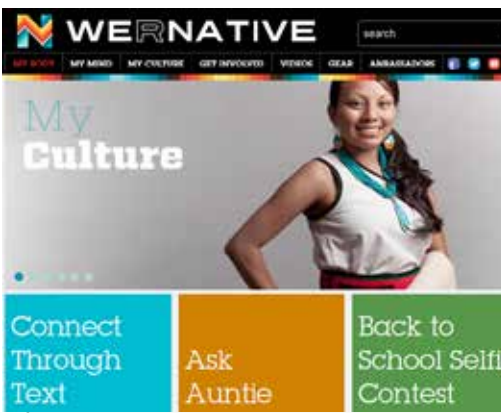 WERNATIVE
search
MY BODY MY MIND MY CULTURE GET INVOLVED VIDEOS GEAR AMBASSADORS
My
Culture
Connect
Through
Text
Ask
Auntie
Back to
School Selfi
Contest